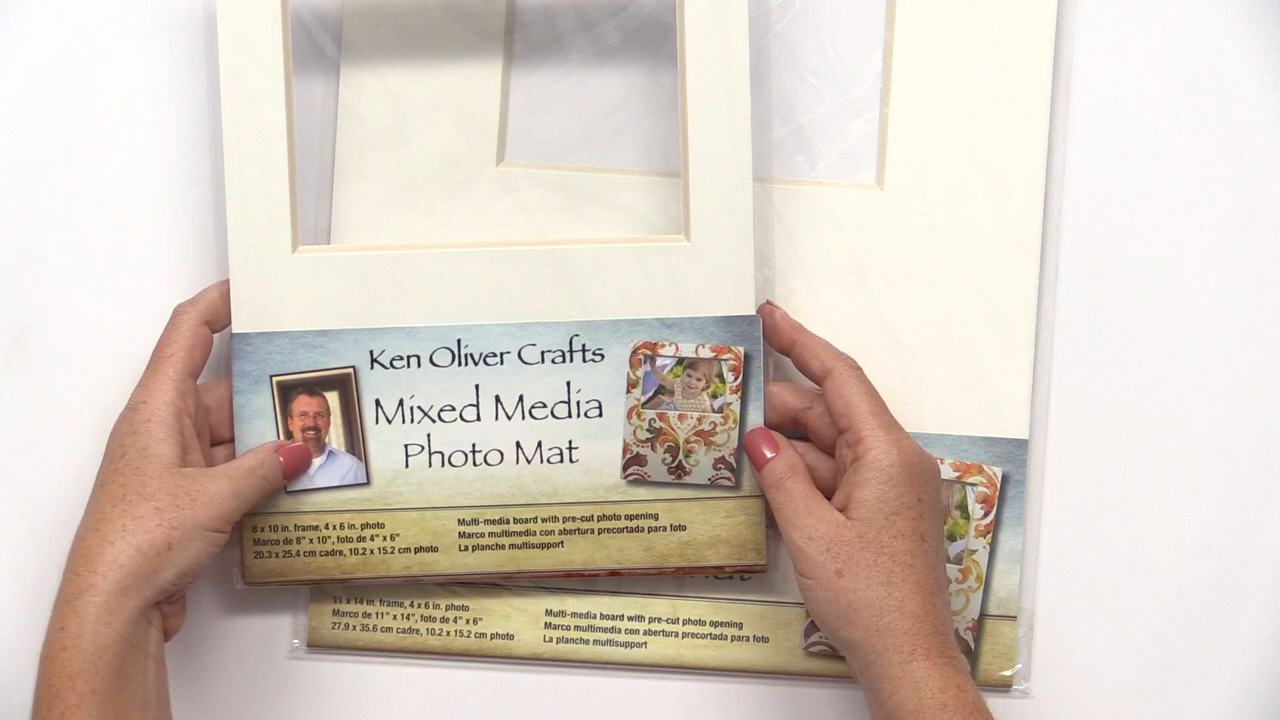 Ken Oliver Crafts
Mixed Media
Photo Mat
8 x 10 in. frame, 4 x 6 in. photo
Marco de 8" x 10", foto de 4" x 6"
20.3 x 25.4 cm cadre, 10.2 x 15.2 cm photo
Multi-media board with pre-cut photo opening
Marco multimedia con abertura precortada para foto
La planche multisupport
11 x 14 in. frame, 4 x 6 in. photo
Marco de 11" x 14", foto de 4" x 6"
27.9 x 35.6 cm cadre, 10.2 x 15.2 cm photo
Multi-media board with pre-cut photo opening
Marco multimedia con abertura precortada para foto
La planche multisupport